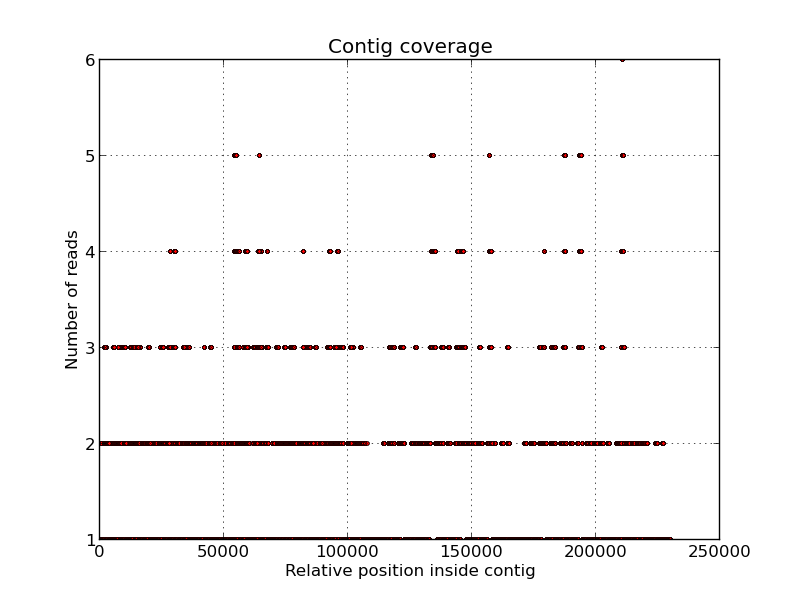 Contig coverage
6
5
4
3
2
1
Number of reads
0 50000 100000 150000 200000 250000
Relative position inside contig